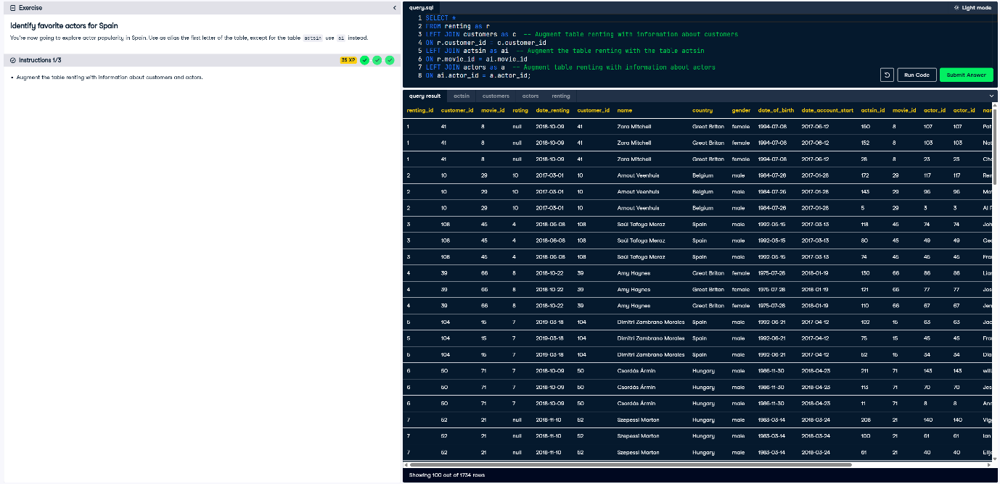 Exercise
Identify favorite actors for Spain
You're now going to explore actor popularity in Spain. Use as alias the first letter of the table, except for the table actsin use ai instead.
Instructions 1/3
35 XP
Augment the table renting with information about customers and actors.
query.sql
Light mode
1 SELECT *
2 FROM renting as r
3 LEFT JOIN customers as c -- Augment table renting with information about customers
4 ON r.customer_id = c.customer_id
5 LEFT JOIN actsin as ai -- Augment the table renting with the table actsin
6 ON r.movie_id = ai.movie_id
7 LEFT JOIN actors as a -- Augment table renting with information about actors
8 ON ai.actor_id = a.actor_id;
Run Code
Submit Answer
query result actsin customers actors renting
renting_id customer_id movie_id rating date_renting customer_id name country gender date_of_birth date_account_start actsin_id movie_id actor_id actor_id nan
1 41 8 null 2018-10-09 41 Zara Mitchell Great Britan female 1994-07-08 2017-06-12 160 8 107 107 Pat
1 41 8 null 2018-10-09 41 Zara Mitchell Great Britan female 1994-07-08 2017-06-12 152 8 103 103 Nat
1 41 8 null 2018-10-09 41 Zara Mitchell Great Britan female 1994-07-08 2017-06-12 28 8 23 23 Cha
2 10 29 10 2017-03-01 10 Arnout Veenhuis Belgium male 1984-07-26 2017-01-28 172 29 117 117 Ren
2 10 29 10 2017-03-01 10 Arnout Veenhuis Belgium male 1984-07-26 2017-01-28 143 29 96 96 Mat
2 10 29 10 2017-03-01 10 Arnout Veenhuis Belgium male 1984-07-26 2017-01-28 5 29 3 3 Al F
3 108 45 4 2018-06-08 108 Saúl Tafoya Meraz Spain male 1992-05-15 2017-03-13 118 45 74 74 Joh
3 108 45 4 2018-06-08 108 Saúl Tafoya Meraz Spain male 1992-05-15 2017-03-13 80 45 49 49 Geo
3 108 45 4 2018-06-08 108 Saúl Tafoya Meraz Spain male 1992-05-15 2017-03-13 74 45 45 45 Fra
4 39 66 8 2018-10-22 39 Amy Haynes Great Britan female 1975-07-28 2018-01-19 130 66 86 86 Lian
4 39 66 8 2018-10-22 39 Amy Haynes Great Britan female 1975-07-28 2018-01-19 121 66 77 77 Jos
4 39 66 8 2018-10-22 39 Amy Haynes Great Britan female 1975-07-28 2018-01-19 110 66 67 67 Jen
5 104 15 7 2019-03-18 104 Dimitri Zambrano Morales Spain male 1992-06-21 2017-04-12 102 15 63 63 Jac
5 104 15 7 2019-03-18 104 Dimitri Zambrano Morales Spain male 1992-06-21 2017-04-12 75 15 45 45 Fra
5 104 15 7 2019-03-18 104 Dimitri Zambrano Morales Spain male 1992-06-21 2017-04-12 52 15 34 34 Dia
6 50 71 7 2018-10-09 50 Csordás Ármin Hungary male 1986-11-30 2018-04-23 211 71 143 143 will
6 50 71 7 2018-10-09 50 Csordás Ármin Hungary male 1986-11-30 2018-04-23 113 71 70 70 Jes
6 50 71 7 2018-10-09 50 Csordás Ármin Hungary male 1986-11-30 2018-04-23 11 71 8 8 Ann
7 52 21 null 2018-11-10 52 Szepessi Marton Hungary male 1983-03-14 2018-03-24 208 21 140 140 Vigg
7 52 21 null 2018-11-10 52 Szepessi Marton Hungary male 1983-03-14 2018-03-24 100 21 61 61 Ian
7 52 21 null 2018-11-10 52 Szepessi Marton Hungary male 1983-03-14 2018-03-24 61 21 40 40 Elija
Showing 100 out of 1734 rows